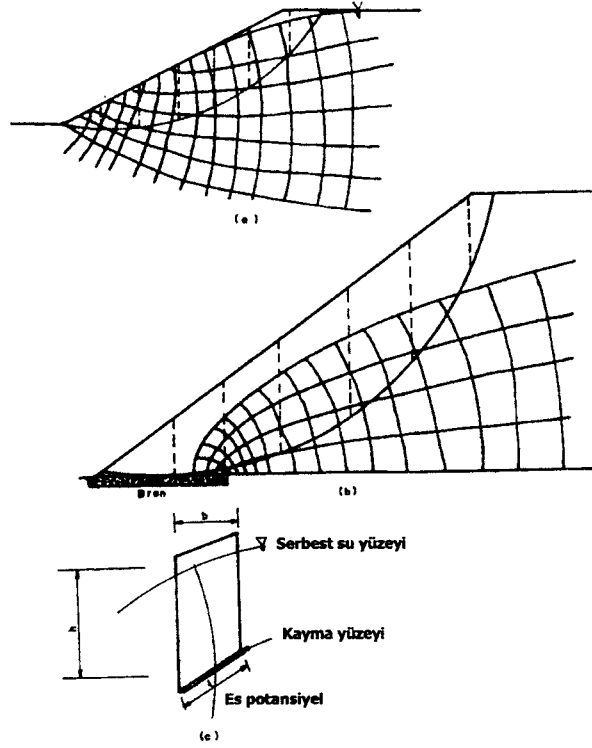 (a)
Dren
(b)
b
Serbest su yüzeyi
h
Kayma yüzeyi
Es potansiyel
(c)